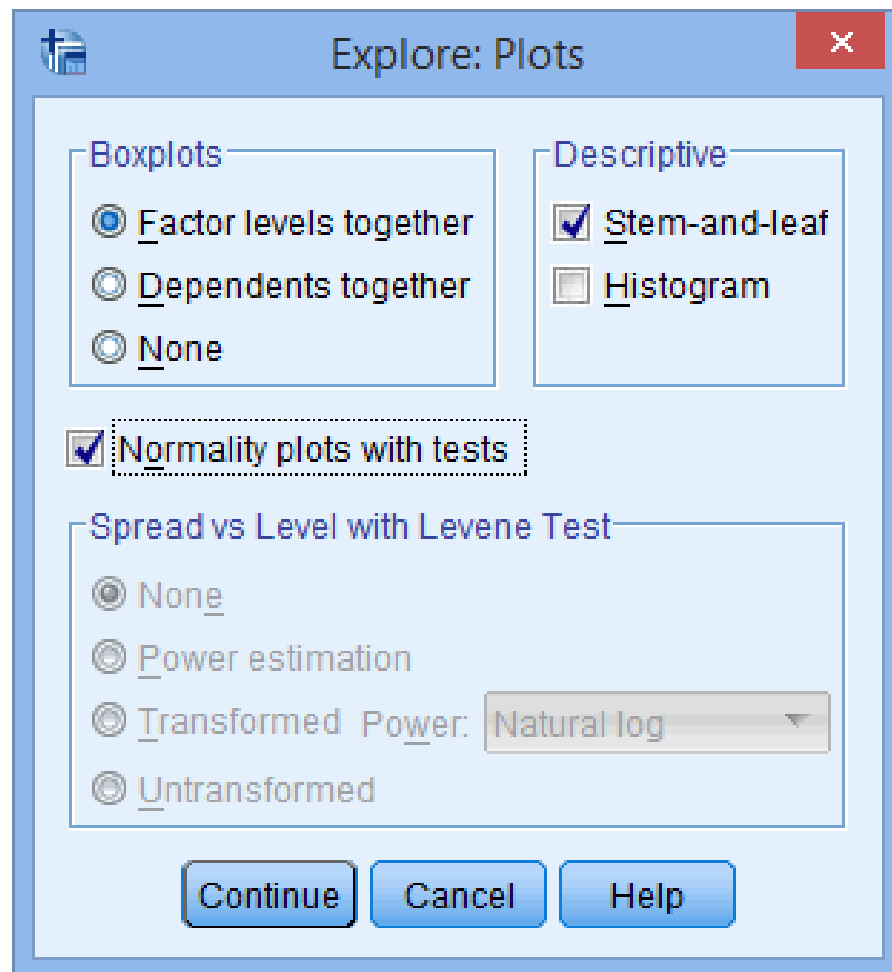 Explore: Plots
Boxplots
Factor levels together
Dependents together
None
Descriptive
Stem-and-leaf
Histogram
Normality plots with tests
Spread vs Level with Levene Test
None
Power estimation
Transformed Power: Natural log
Untransformed
Continue Cancel Help